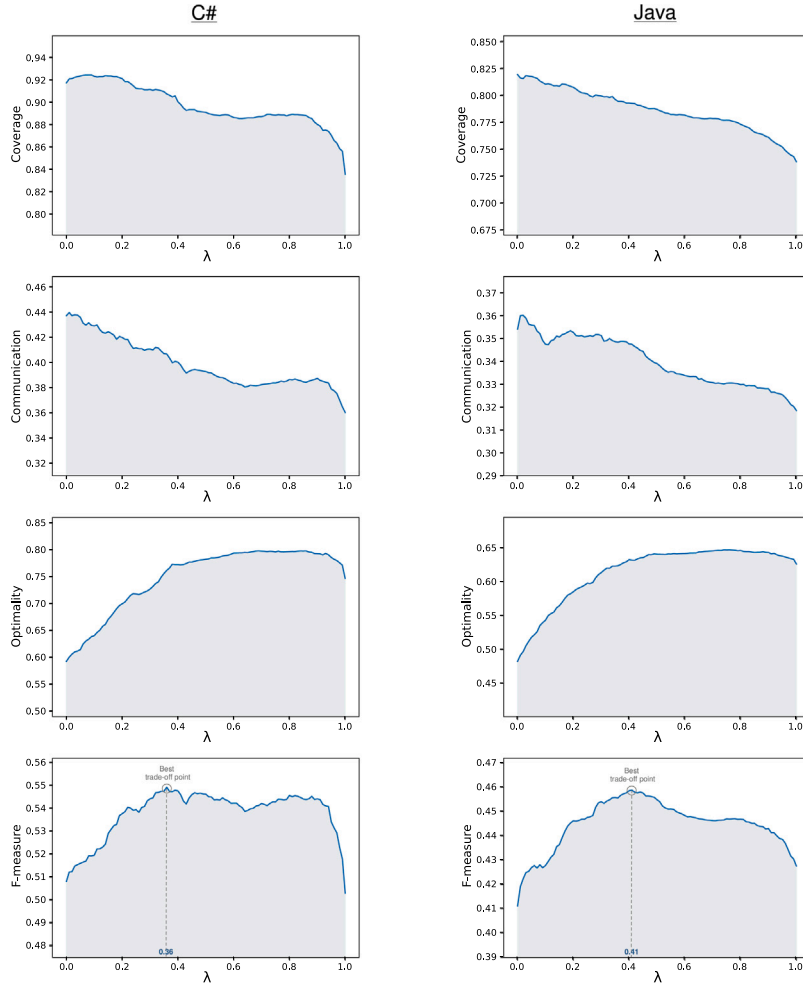 C#
Java
Coverage
0.94
0.92
0.90
0.88
0.86
0.84
0.82
0.80
0.0 0.2 0.4 0.6 0.8 1.0
λ
Coverage
0.850
0.825
0.800
0.775
0.750
0.725
0.700
0.675
0.0 0.2 0.4 0.6 0.8 1.0
λ
Communication
0.46
0.44
0.42
0.40
0.38
0.36
0.34
0.32
0.0 0.2 0.4 0.6 0.8 1.0
λ
Communication
0.37
0.36
0.35
0.34
0.33
0.32
0.30
0.29
0.0 0.2 0.4 0.6 0.8 1.0
λ
Optimality
0.85
0.80
0.75
0.70
0.65
0.60
0.55
0.50
0.0 0.2 0.4 0.6 0.8 1.0
λ
Optimality
0.65
0.60
0.55
0.50
0.45
0.0 0.2 0.4 0.6 0.8 1.0
λ
F-measure
0.56
0.55
0.54
0.53
0.52
0.51
0.50
0.49
0.48
Best
trade-off point
0.36
0.0 0.2 0.4 0.6 0.8 1.0
λ
F-measure
0.47
0.46
0.45
0.44
0.43
0.42
0.41
0.40
0.39
Best
trade-off point
0.41
0.0 0.2 0.4 0.6 0.8 1.0
λ